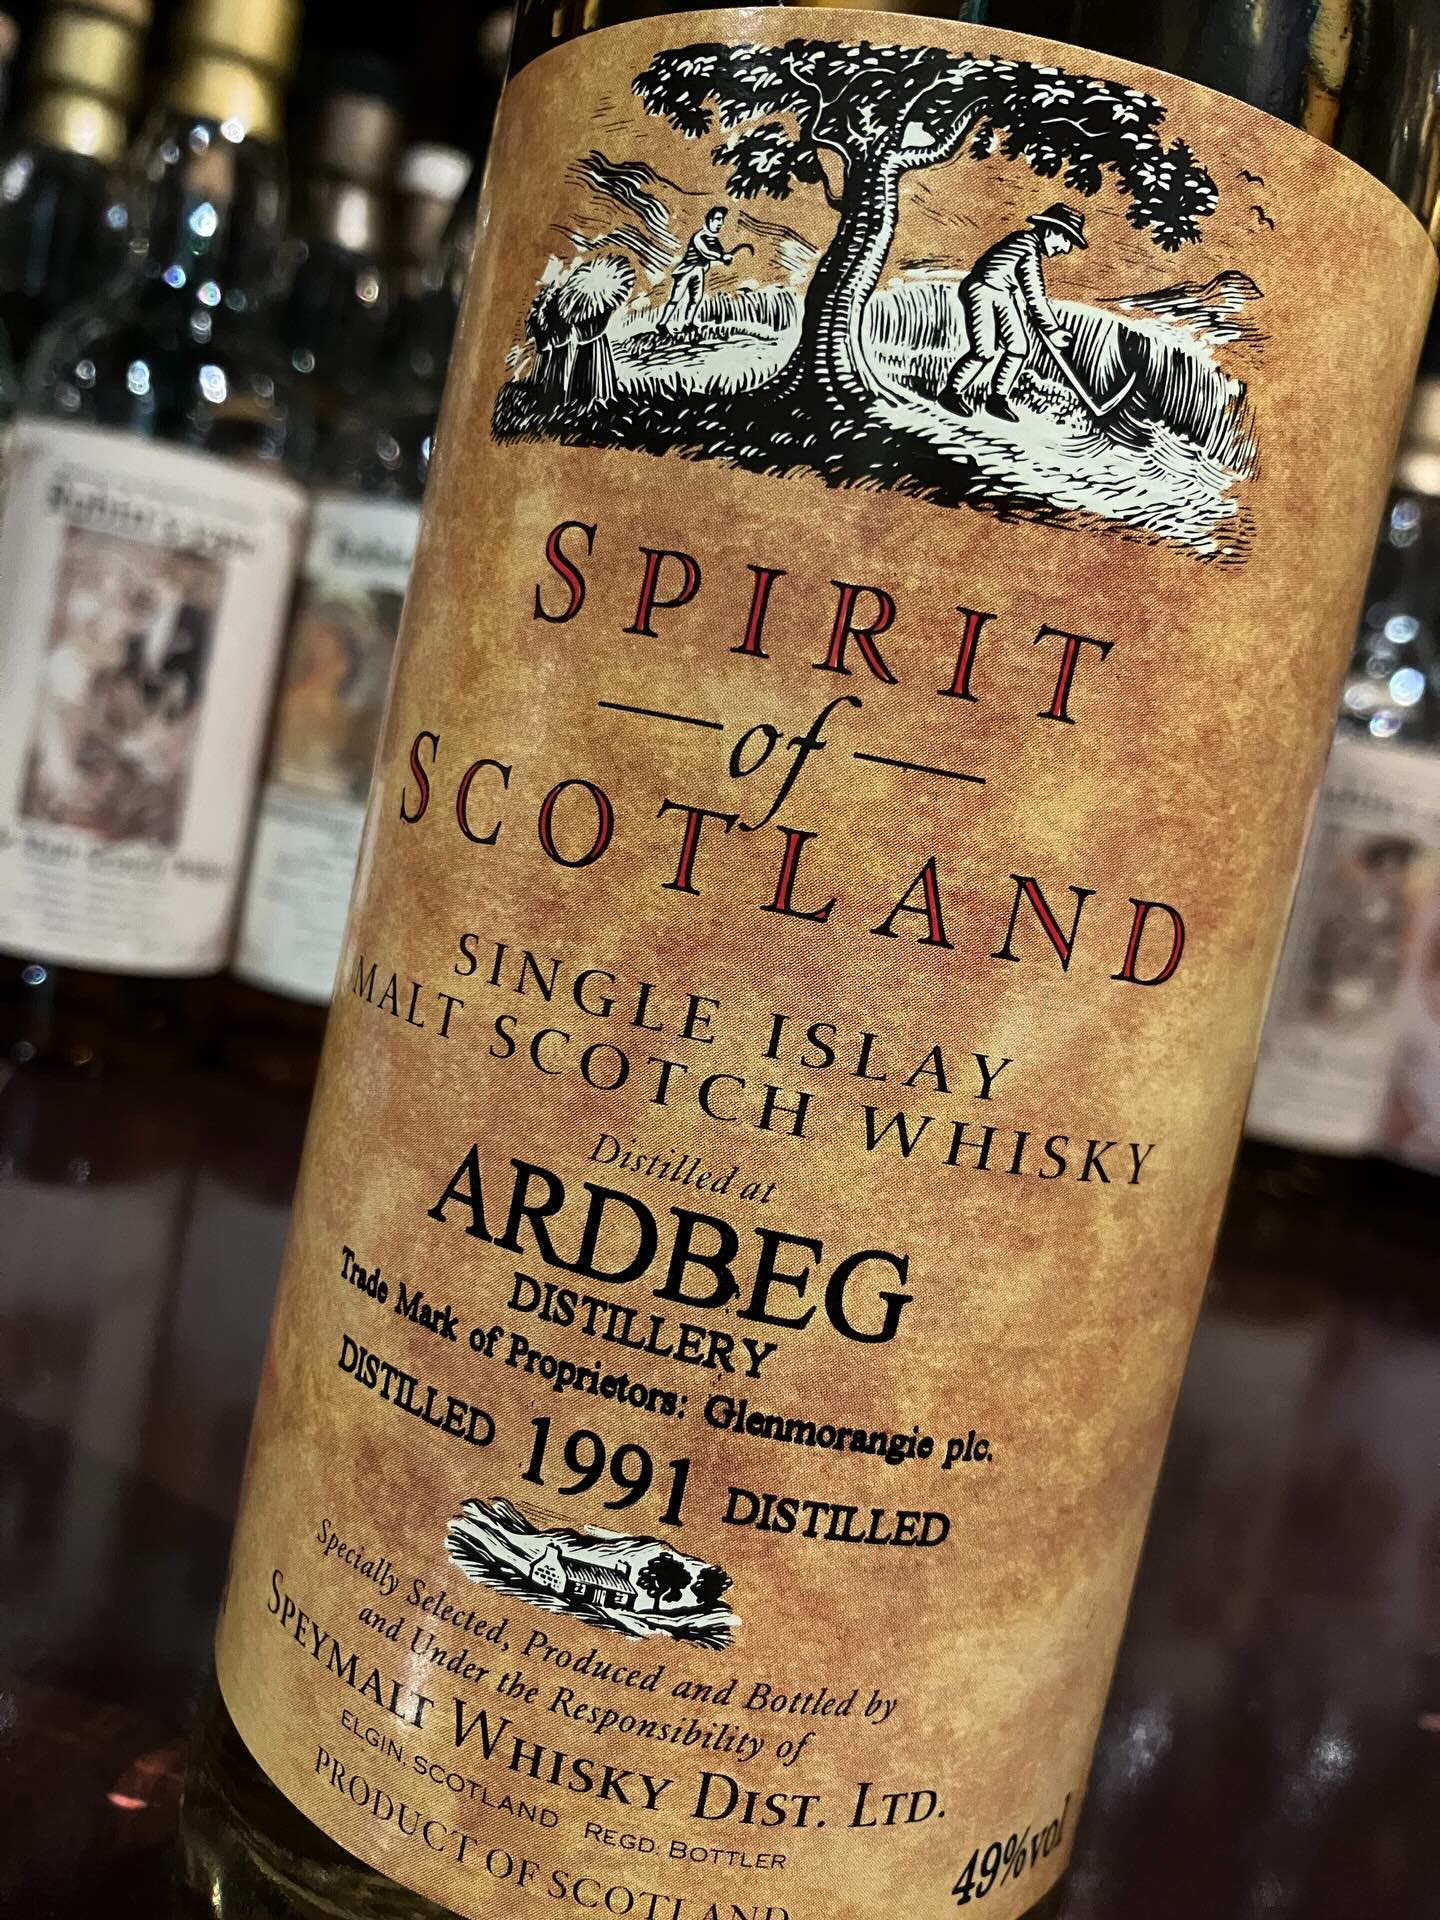 SPIRIT
of
SCOTLAND
SINGLE ISLAY
MALT SCOTCH WHISKY
Distilled at
ARDBEG
DISTILLERY
Trade Mark of Proprietors: Glenmorangie plc.
DISTILLED 1991 DISTILLED
Specially Selected, Produced and Bottled by
and Under the Responsibility of
SPEYMALT WHISKY DIST. LTD.
ELGIN. SCOTLAND REGD. BOTTLER
PRODUCT OF SCOTLAND
49%vol